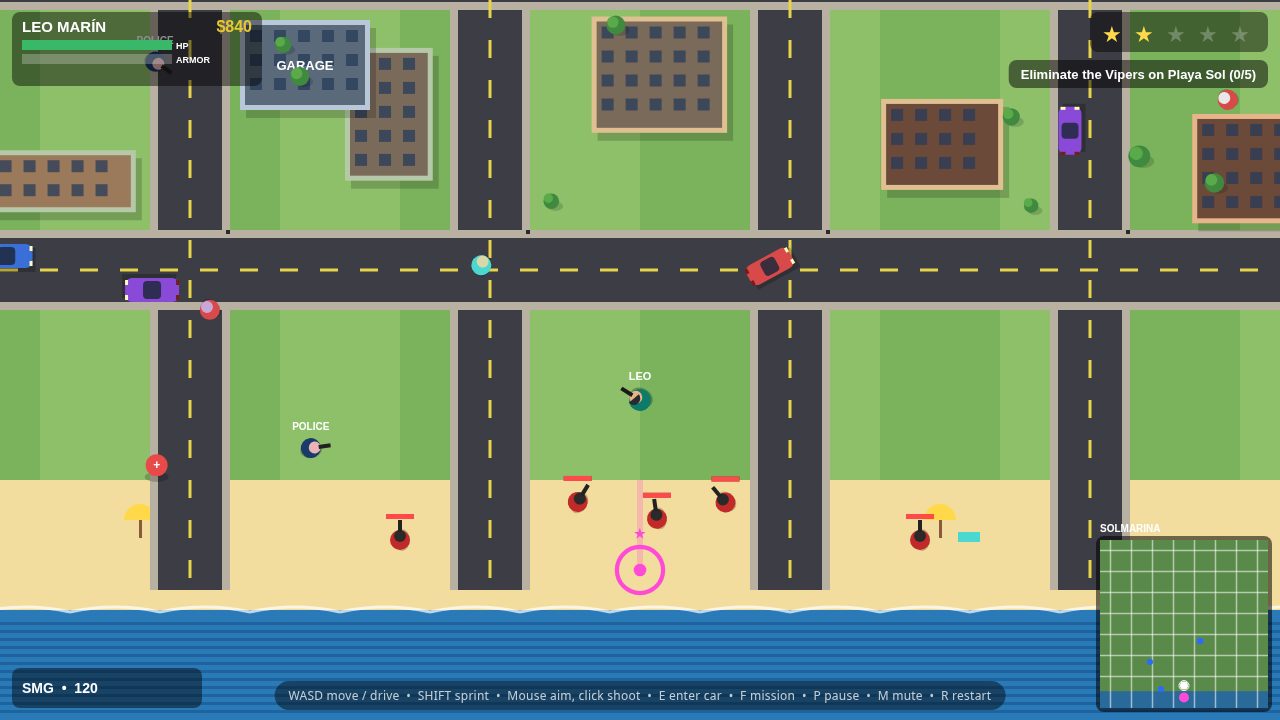 LEO MARÍN $840
POLICE
HP
ARMOR
GARAGE
Eliminate the Vipers on Playa Sol (0/5)
LEO
POLICE
+
SOLMARINA
SMG • 120
WASD move / drive • SHIFT sprint • Mouse aim, click shoot • E enter car • F mission • P pause • M mute • R restart